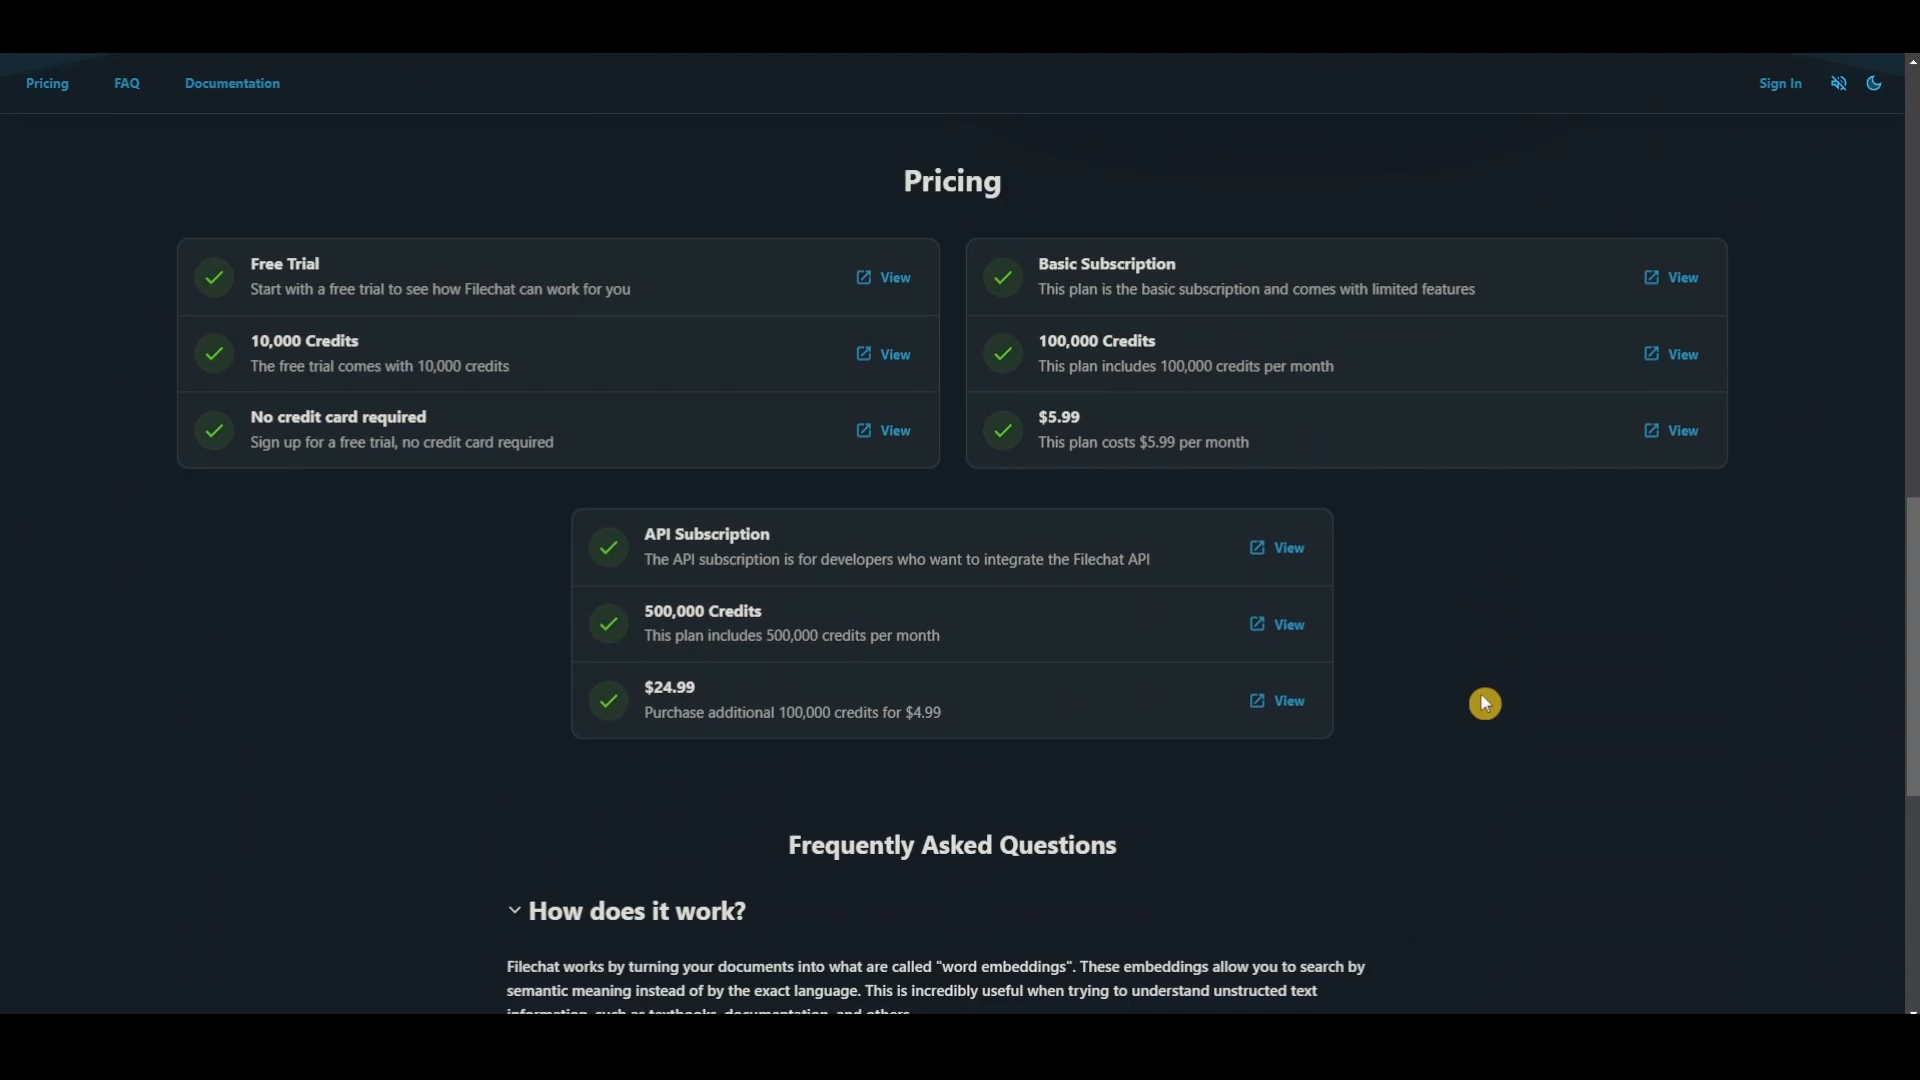 Pricing
FAQ
Documentation
Sign In
Pricing
Free Trial
Start with a free trial to see how Filechat can work for you
View
10,000 Credits
The free trial comes with 10,000 credits
View
No credit card required
Sign up for a free trial, no credit card required
View
Basic Subscription
This plan is the basic subscription and comes with limited features
View
100,000 Credits
This plan includes 100,000 credits per month
View
$5.99
This plan costs $5.99 per month
View
API Subscription
The API subscription is for developers who want to integrate the Filechat API
View
500,000 Credits
This plan includes 500,000 credits per month
View
$24.99
Purchase additional 100,000 credits for $4.99
View
Frequently Asked Questions
How does it work?
Filechat works by turning your documents into what are called "word embeddings". These embeddings allow you to search by
semantic meaning instead of by the exact language. This is incredibly useful when trying to understand unstructed text
information, such as textbooks, documentation, and others.